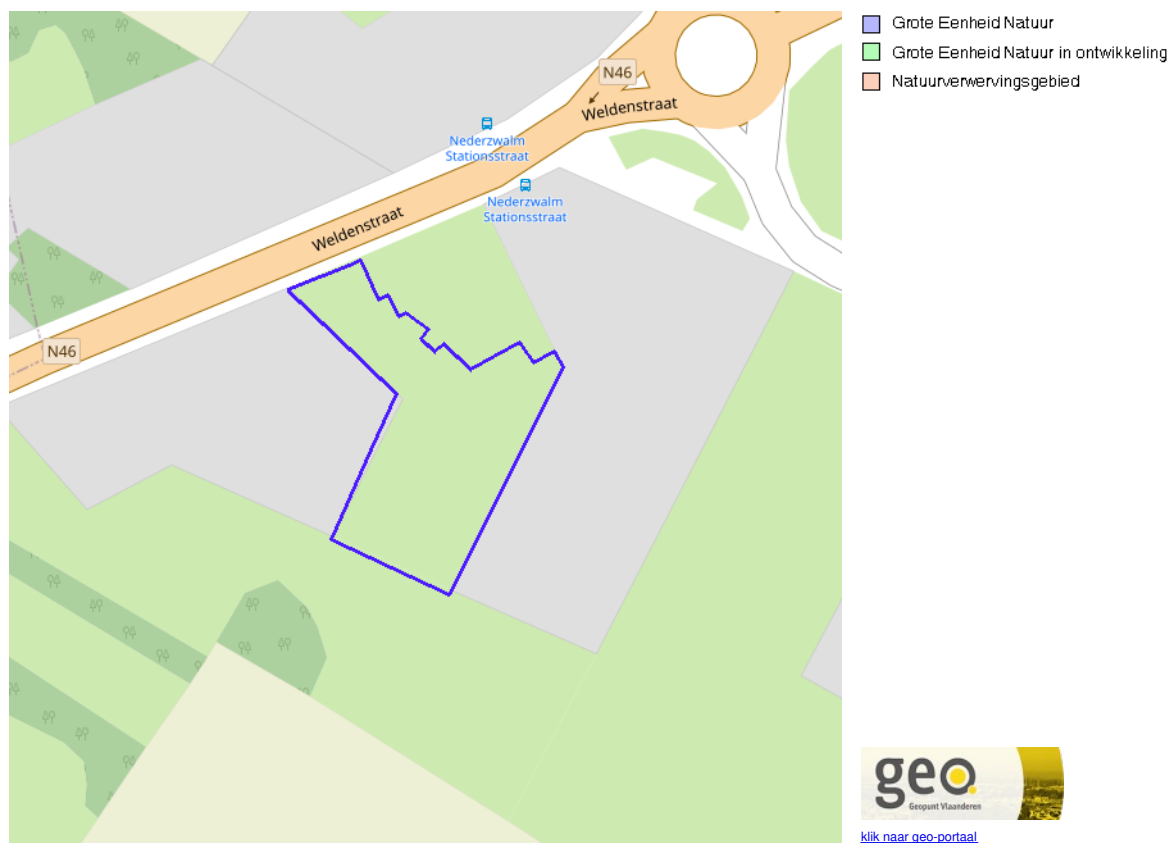 Grote Eenheid Natuur
Grote Eenheid Natuur in ontwikkeling
Natuurverwervingsgebied
N46
Weldenstraat
Nederzwalm
Stationsstraat
Nederzwalm
Stationsstraat
Weldenstraat
N46
geo
Geopunt Vlaanderen
klik naar geo-portaal